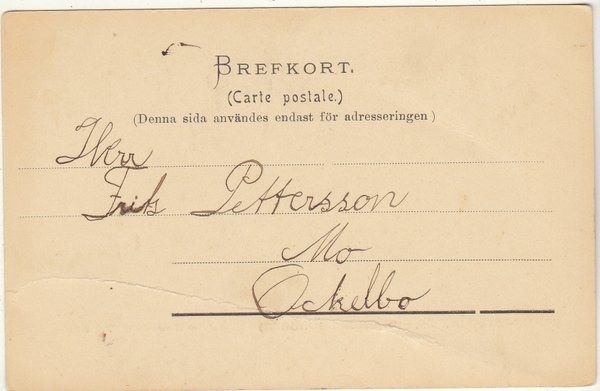 BREFKORT.
(Carte postale.)
(Denna sida användes endast för adresseringen)
Herr
Fritz Pettersson
Mo
Ockelbo